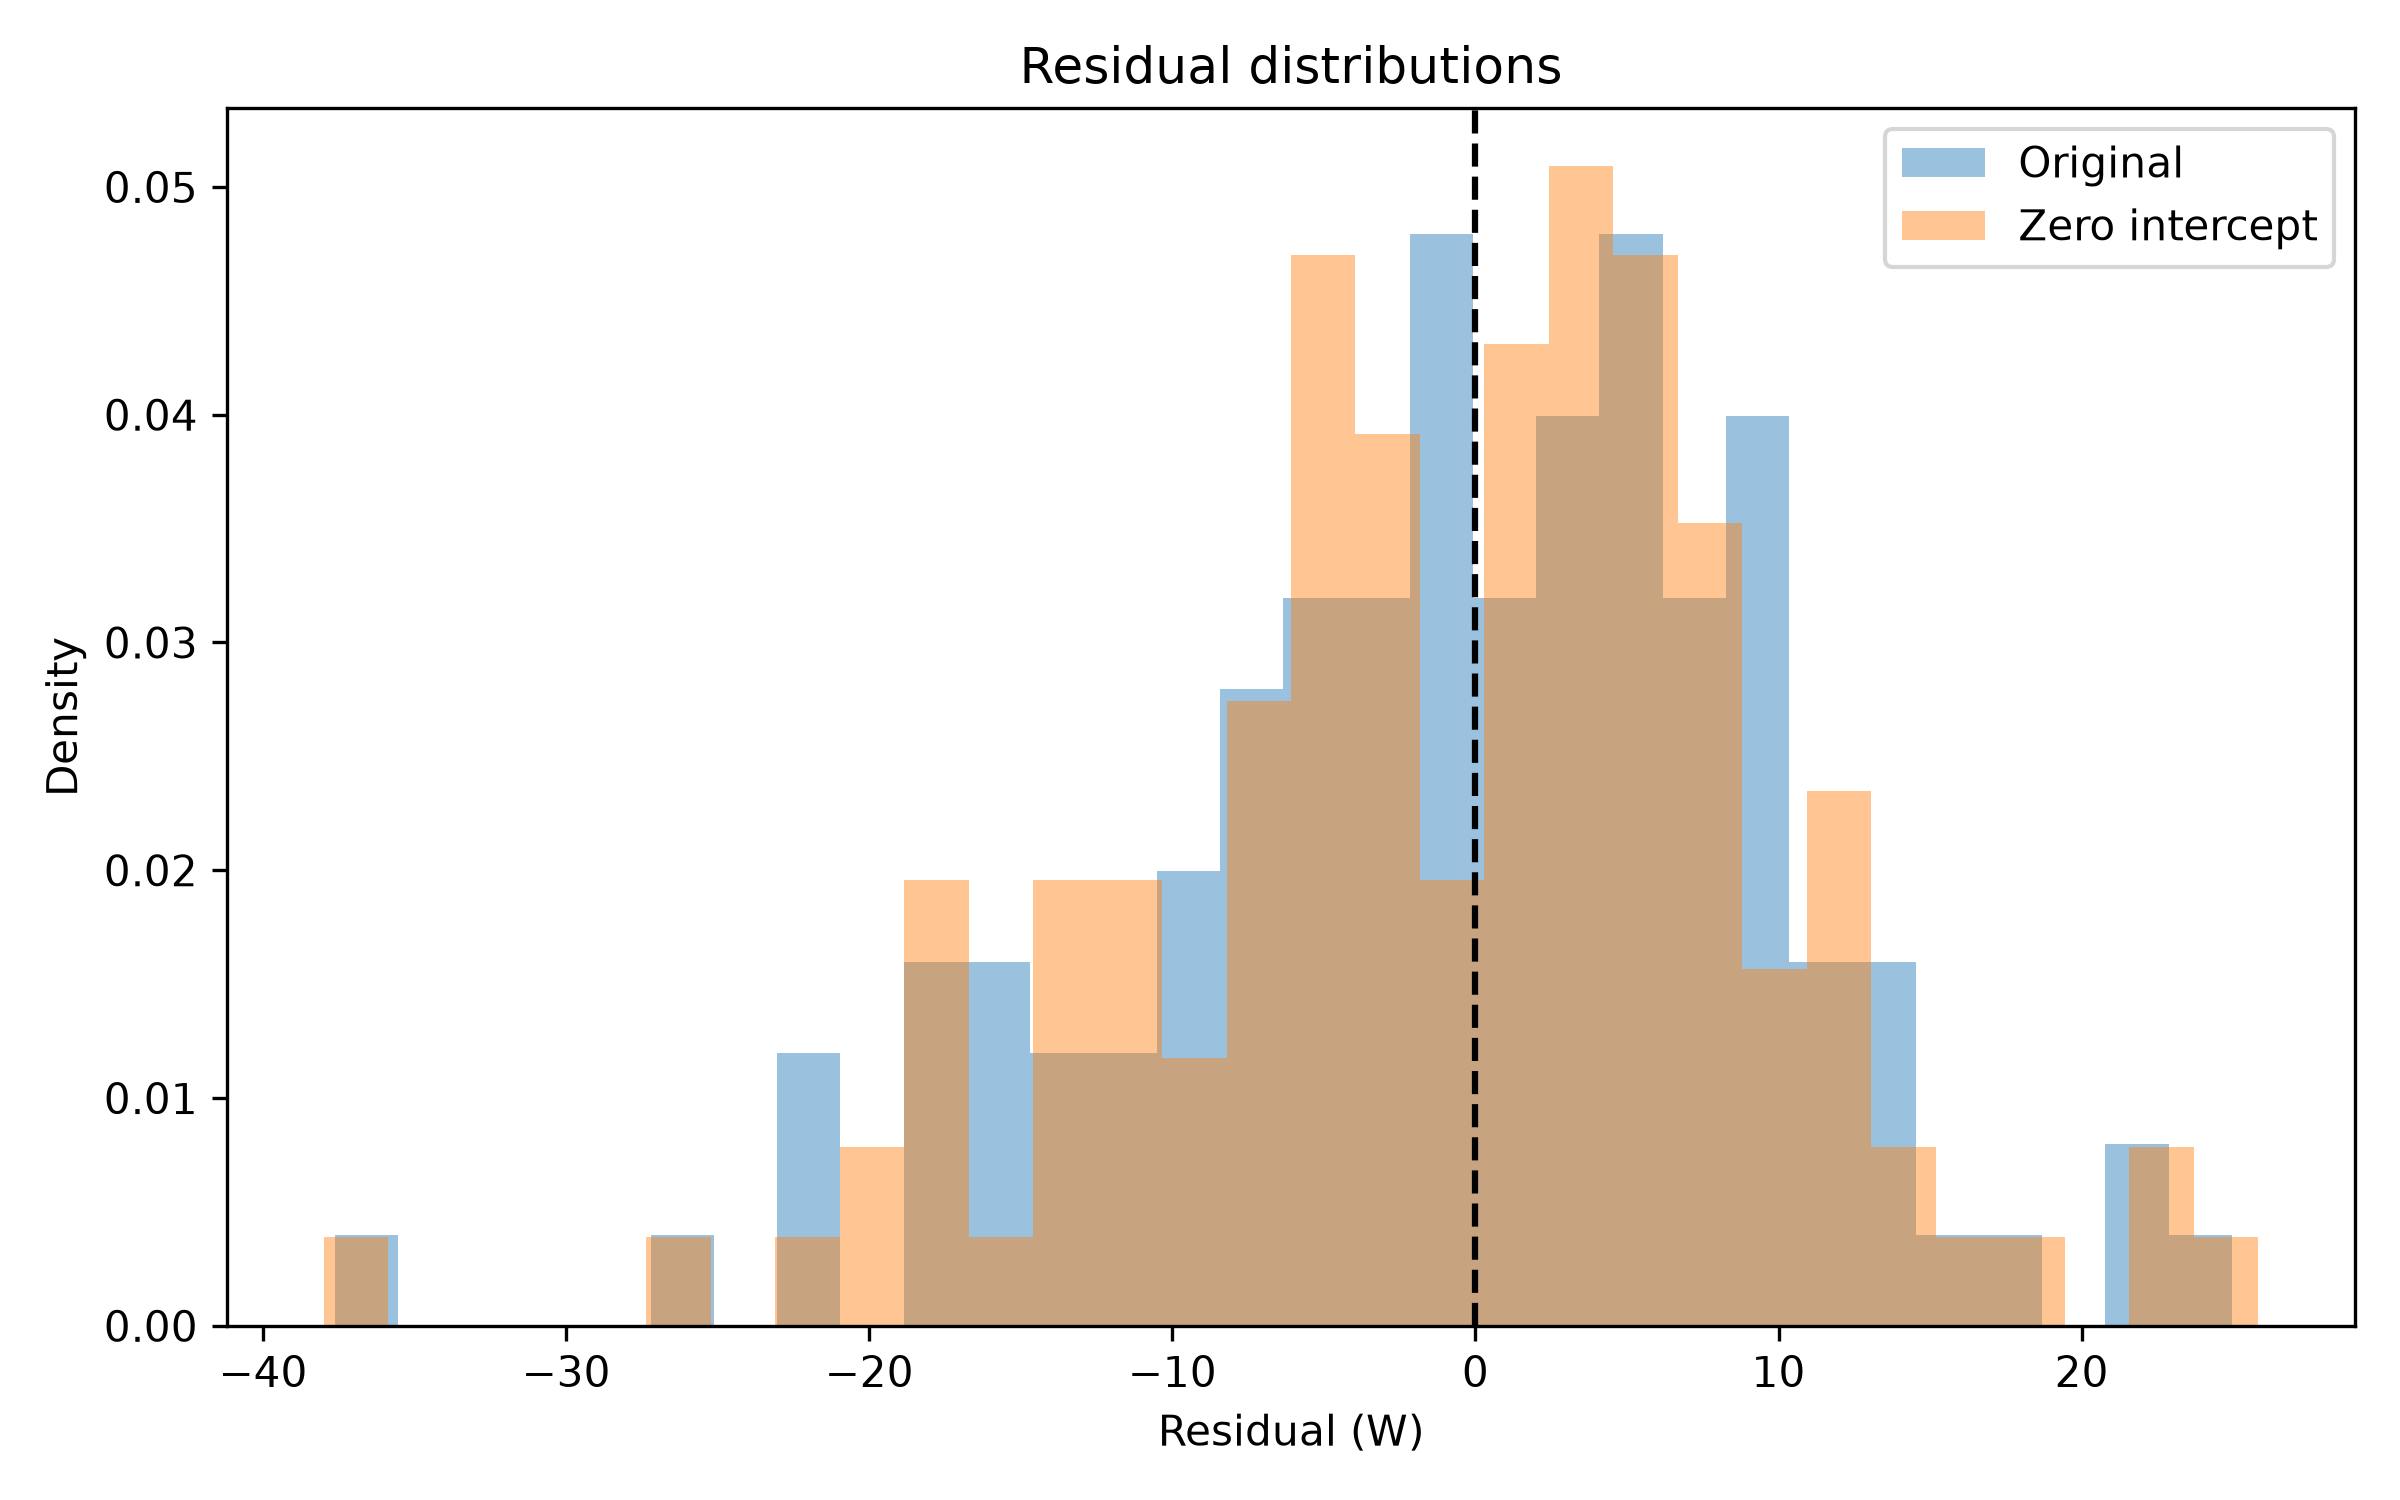 Residual distributions
Original
Zero intercept
0.05
0.04
0.03
0.02
0.01
0.00
Density
−40
−30
−20
−10
0
10
20
Residual (W)